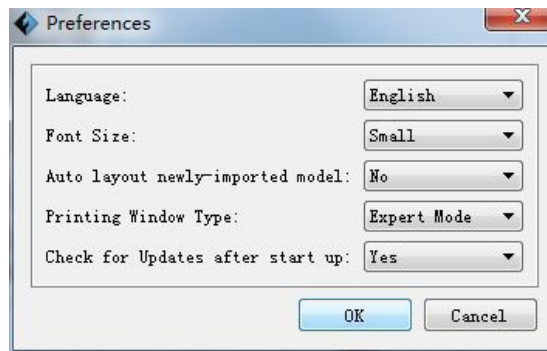 Preferences
Language: English
Font Size: Small
Auto layout newly-imported model: No
Printing Window Type: Expert Mode
Check for Updates after start up: Yes
OK Cancel